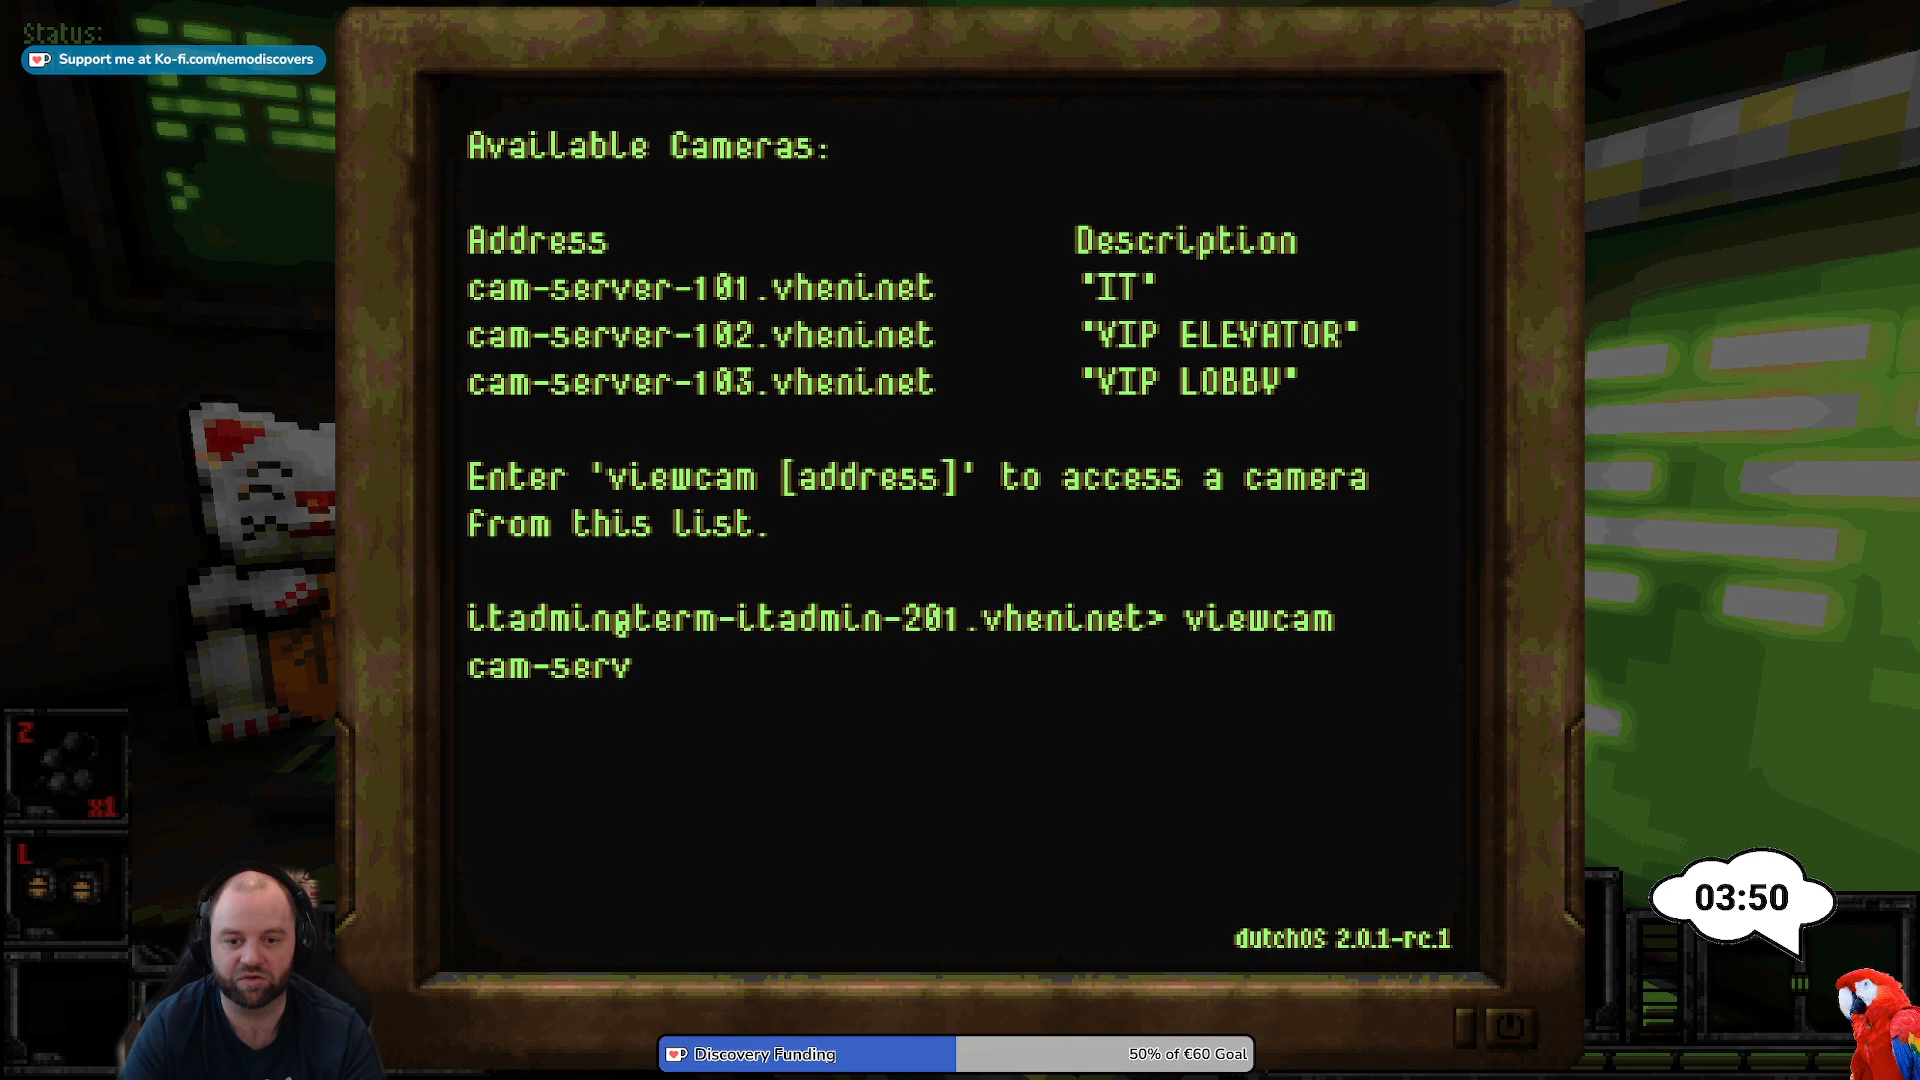 Status:
Support me at Ko-fi.com/nemodiscovers
Available Cameras:
Address Description
cam-server-101.vheninet "IT"
cam-server-102.vheninet "VIP ELEVATOR"
cam-server-103.vheninet "VIP LOBBY"
Enter 'viewcam [address]' to access a camera
from this list.
itadmin@term-itadmin-201.vheninet> viewcam
cam-serv
Z
x1
L
dutchOS 2.0.1-rc.1
03:50
Discovery Funding 50% of €60 Goal